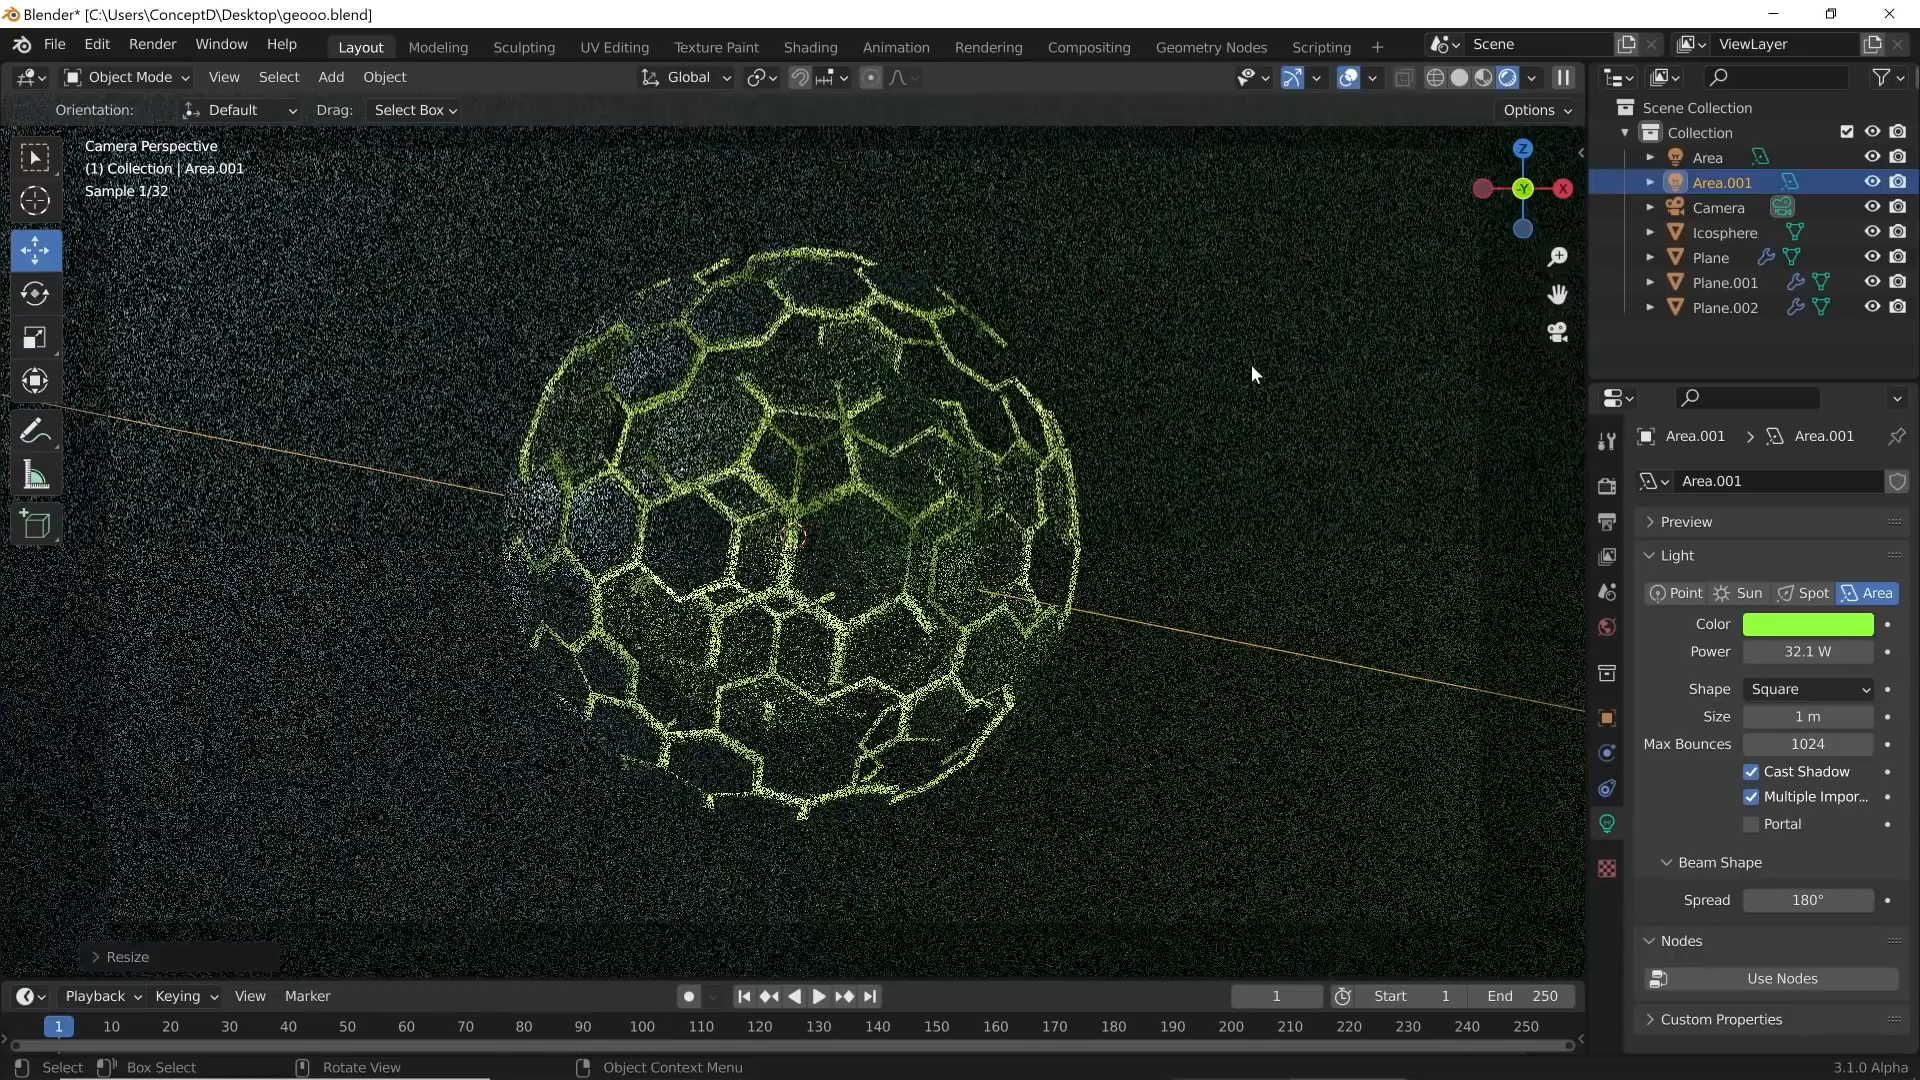 Blender* [C:\Users\ConceptD\Desktop\geooo.blend]
File Edit Render Window Help Layout Modeling Sculpting UV Editing Texture Paint Shading Animation Rendering Compositing Geometry Nodes Scripting + Scene ViewLayer
Object Mode View Select Add Object Global
Orientation: Default Drag: Select Box Options
Camera Perspective
(1) Collection | Area.001
Sample 1/32
Z
-Y
X
Resize
Scene Collection
Collection
Area
Area.001
Camera
Icosphere
Plane
Plane.001
Plane.002
Area.001 > Area.001
Area.001
Preview
Light
Point Sun Spot Area
Color
Power 32.1 W
Shape Square
Size 1 m
Max Bounces 1024
Cast Shadow
Multiple Impor...
Portal
Beam Shape
Spread 180°
Nodes
Use Nodes
Custom Properties
Playback Keying View Marker 1 Start 1 End 250
1 10 20 30 40 50 60 70 80 90 100 110 120 130 140 150 160 170 180 190 200 210 220 230 240 250
Select Box Select Rotate View Object Context Menu 3.1.0 Alpha